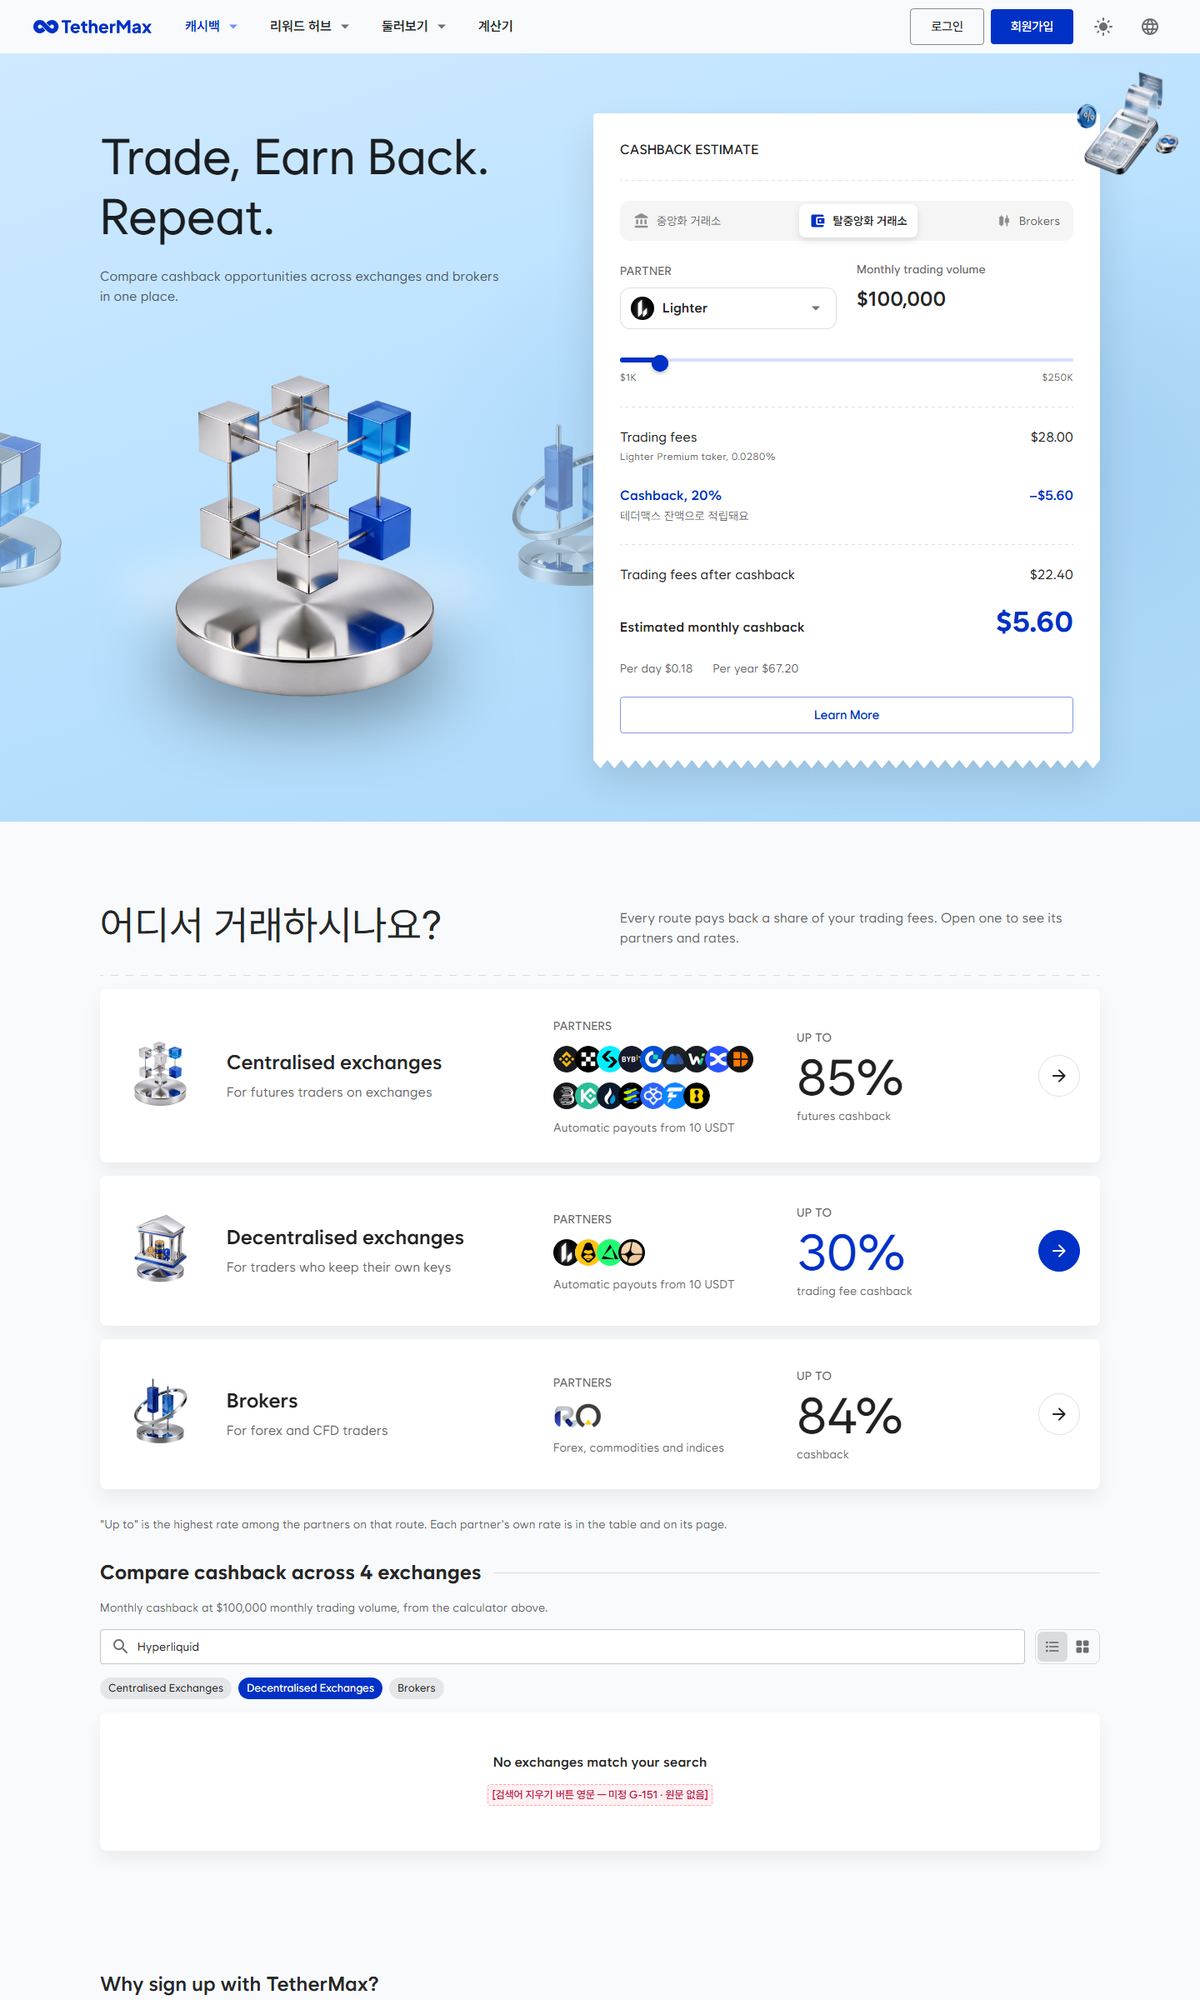 TetherMax
캐시백
리워드 허브
둘러보기
계산기
로그인
회원가입
Trade, Earn Back.
Repeat.
Compare cashback opportunities across exchanges and brokers
in one place.
CASHBACK ESTIMATE
중앙화 거래소
탈중앙화 거래소
Brokers
PARTNER
Lighter
Monthly trading volume
$100,000
$1K
$250K
Trading fees
$28.00
Lighter Premium taker, 0.0280%
Cashback, 20%
–$5.60
테더맥스 잔액으로 적립돼요
Trading fees after cashback
$22.40
Estimated monthly cashback
$5.60
Per day $0.18
Per year $67.20
Learn More
어디서 거래하시나요?
Every route pays back a share of your trading fees. Open one to see its
partners and rates.
Centralised exchanges
For futures traders on exchanges
PARTNERS
BYBIT
Automatic payouts from 10 USDT
UP TO
85%
futures cashback
Decentralised exchanges
For traders who keep their own keys
PARTNERS
Automatic payouts from 10 USDT
UP TO
30%
trading fee cashback
Brokers
For forex and CFD traders
PARTNERS
Forex, commodities and indices
UP TO
84%
cashback
"Up to" is the highest rate among the partners on that route. Each partner's own rate is in the table and on its page.
Compare cashback across 4 exchanges
Monthly cashback at $100,000 monthly trading volume, from the calculator above.
Hyperliquid
Centralised Exchanges
Decentralised Exchanges
Brokers
No exchanges match your search
[검색어 지우기 버튼 영문 — 미정 G-151 · 원문 없음]
Why sign up with TetherMax?